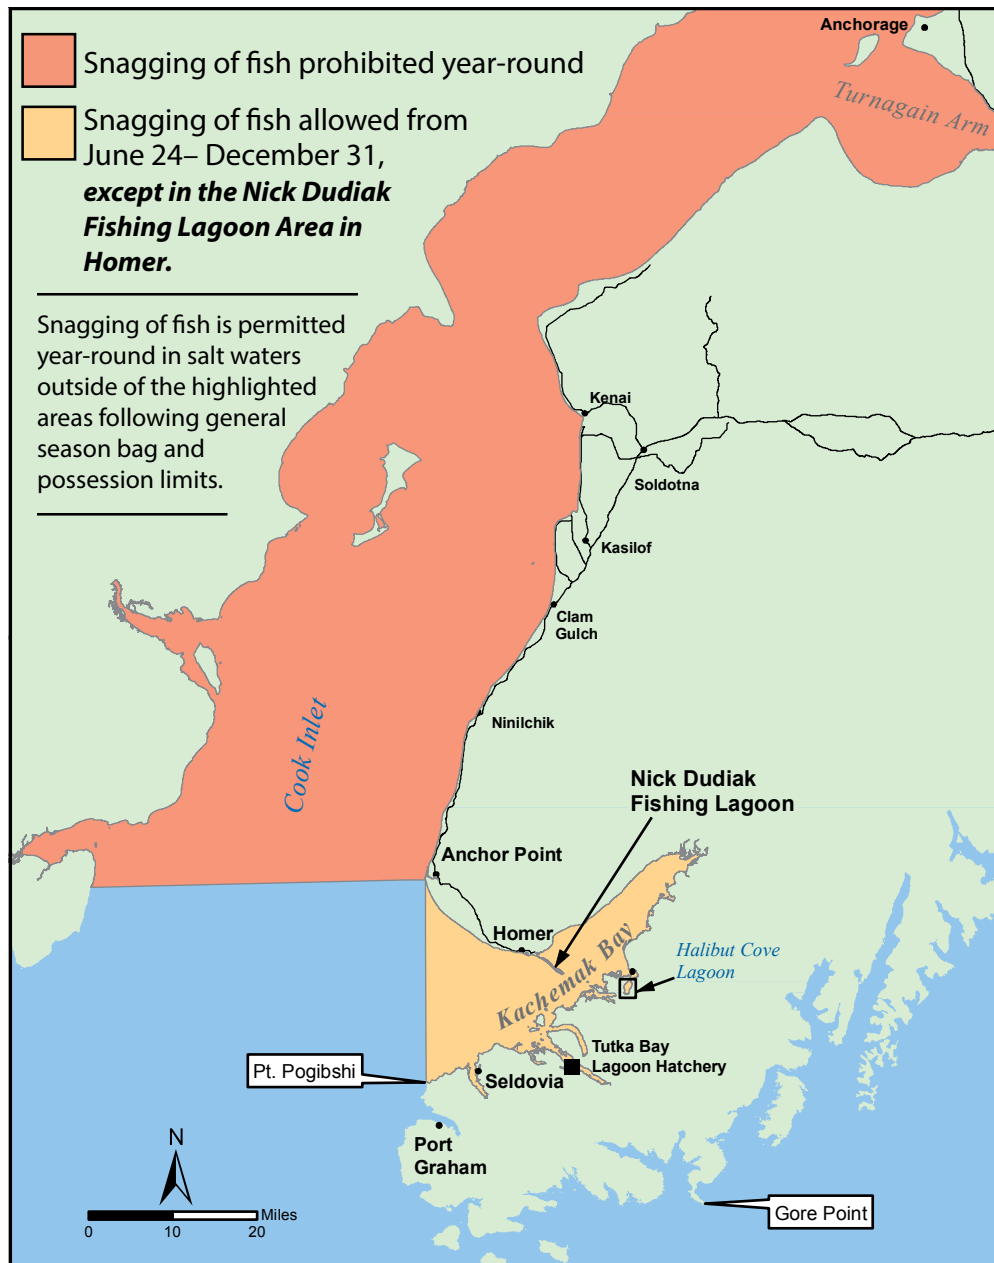 Snagging of fish prohibited year-round
Snagging of fish allowed from
June 24– December 31,
except in the Nick Dudiak
Fishing Lagoon Area in
Homer.
Snagging of fish is permitted
year-round in salt waters
outside of the highlighted
areas following general
season bag and
possession limits.
Anchorage
Turnagain Arm
Kenai
Soldotna
Kasilof
Clam
Gulch
Ninilchik
Cook Inlet
Nick Dudiak
Fishing Lagoon
Anchor Point
Homer
Kachemak Bay
Halibut Cove
Lagoon
Tutka Bay
Lagoon Hatchery
Pt. Pogibshi
Seldovia
Port
Graham
Gore Point
N
Miles
0 10 20